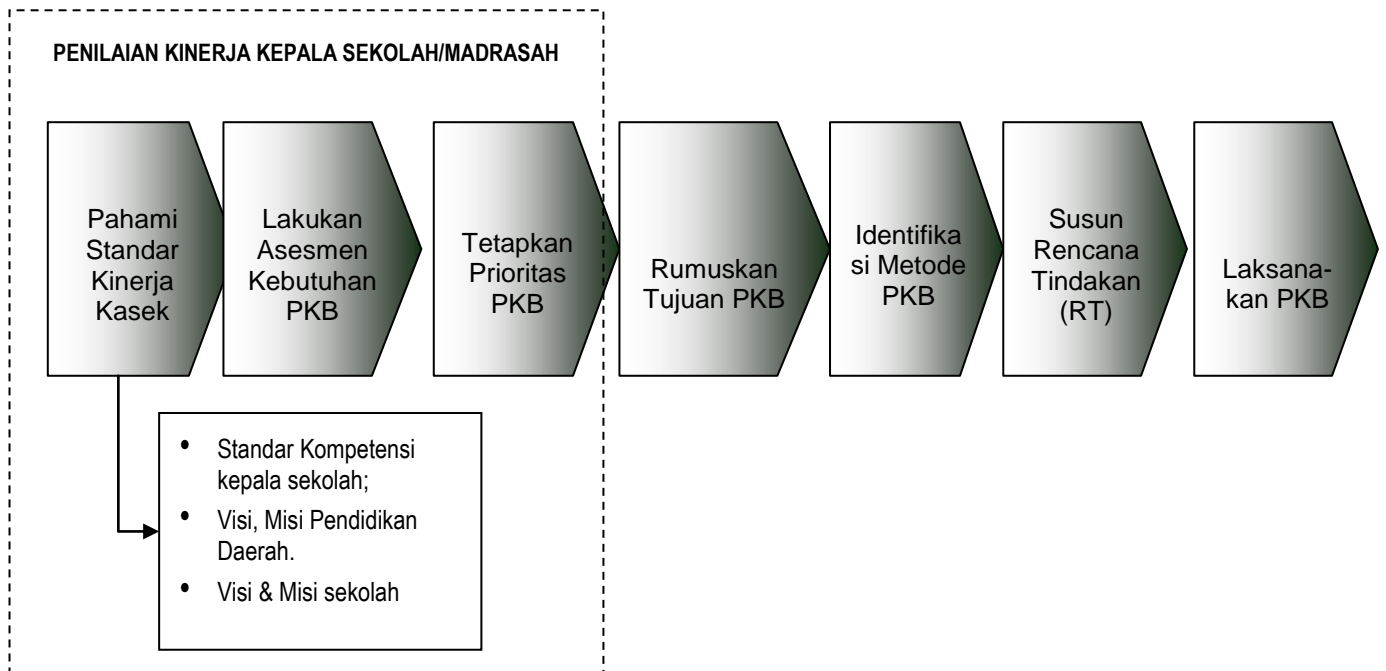 PENILAIAN KINERJA KEPALA SEKOLAH/MADRASAH
Pahami
Standar
Kinerja
Kasek
Lakukan
Asesmen
Kebutuhan
PKB
Tetapkan
Prioritas
PKB
Rumuskan
Tujuan PKB
Identifika
si Metode
PKB
Susun
Rencana
Tindakan
(RT)
Laksana-
kan PKB
• Standar Kompetensi
kepala sekolah;
• Visi, Misi Pendidikan
Daerah.
• Visi & Misi sekolah